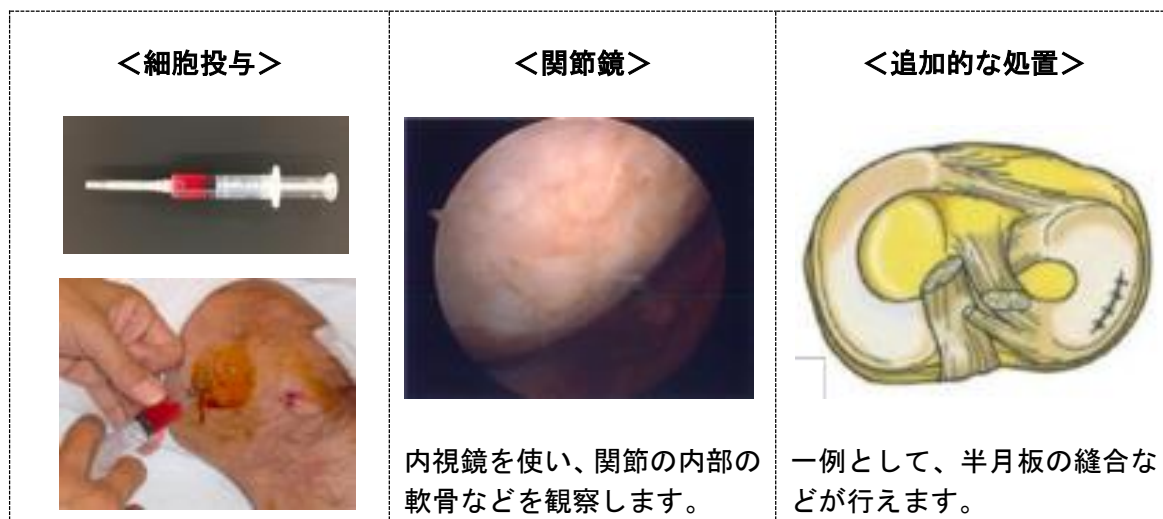 ＜細胞投与＞
＜関節鏡＞
＜追加的な処置＞
内視鏡を使い、関節の内部の
軟骨などを観察します。
一例として、半月板の縫合な
どが行えます。